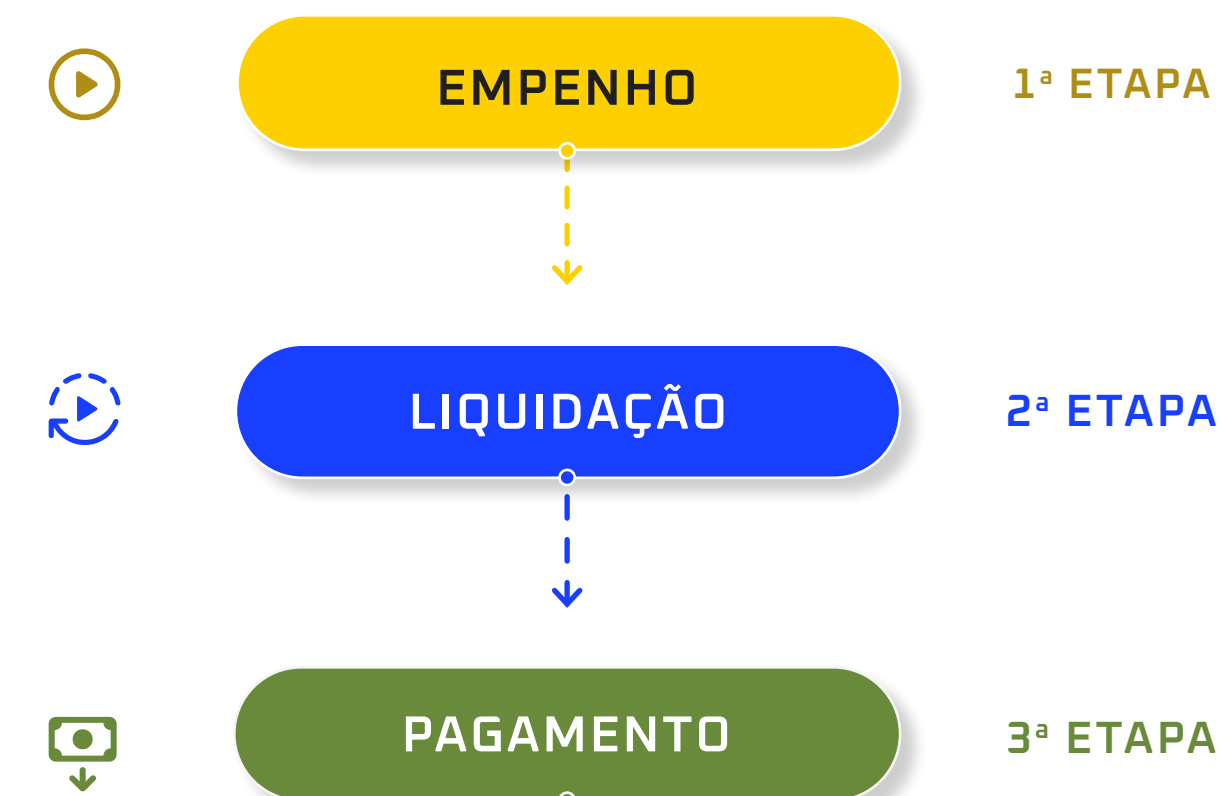 EMPENHO
1ª ETAPA
LIQUIDAÇÃO
2ª ETAPA
PAGAMENTO
3ª ETAPA